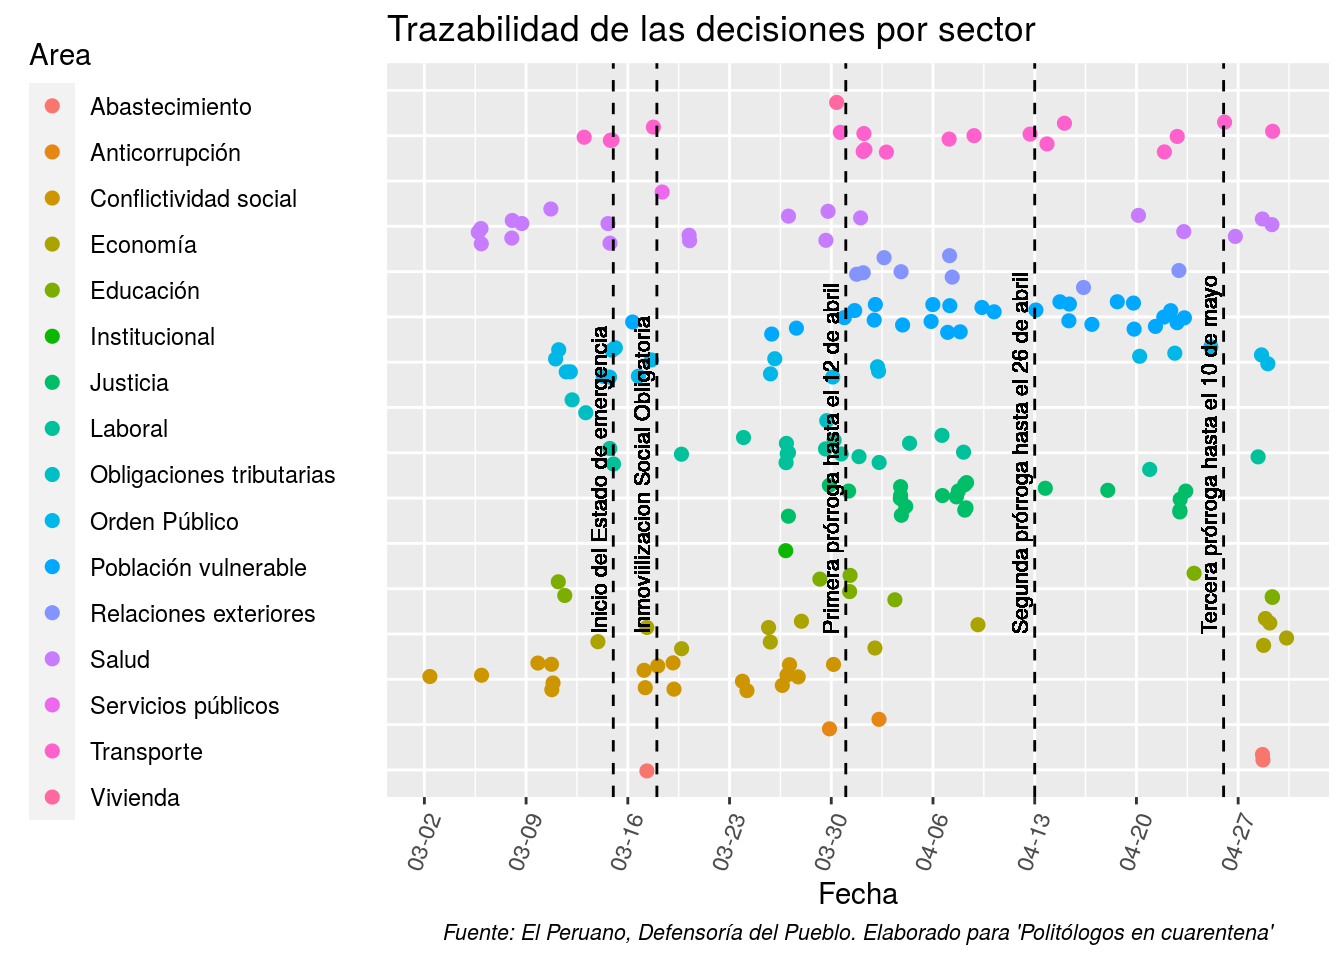 Trazabilidad de las decisiones por sector
Area
Abastecimiento
Anticorrupción
Conflictividad social
Economía
Educación
Institucional
Justicia
Laboral
Obligaciones tributarias
Orden Público
Población vulnerable
Relaciones exteriores
Salud
Servicios públicos
Transporte
Vivienda
Inicio del Estado de emergencia
Inmoviilizacion Social Obligatoria
Primera prórroga hasta el 12 de abril
Segunda prórroga hasta el 26 de abril
Tercera prórroga hasta el 10 de mayo
03-02
03-09
03-16
03-23
03-30
04-06
04-13
04-20
04-27
Fecha
Fuente: El Peruano, Defensoría del Pueblo. Elaborado para 'Politólogos en cuarentena'